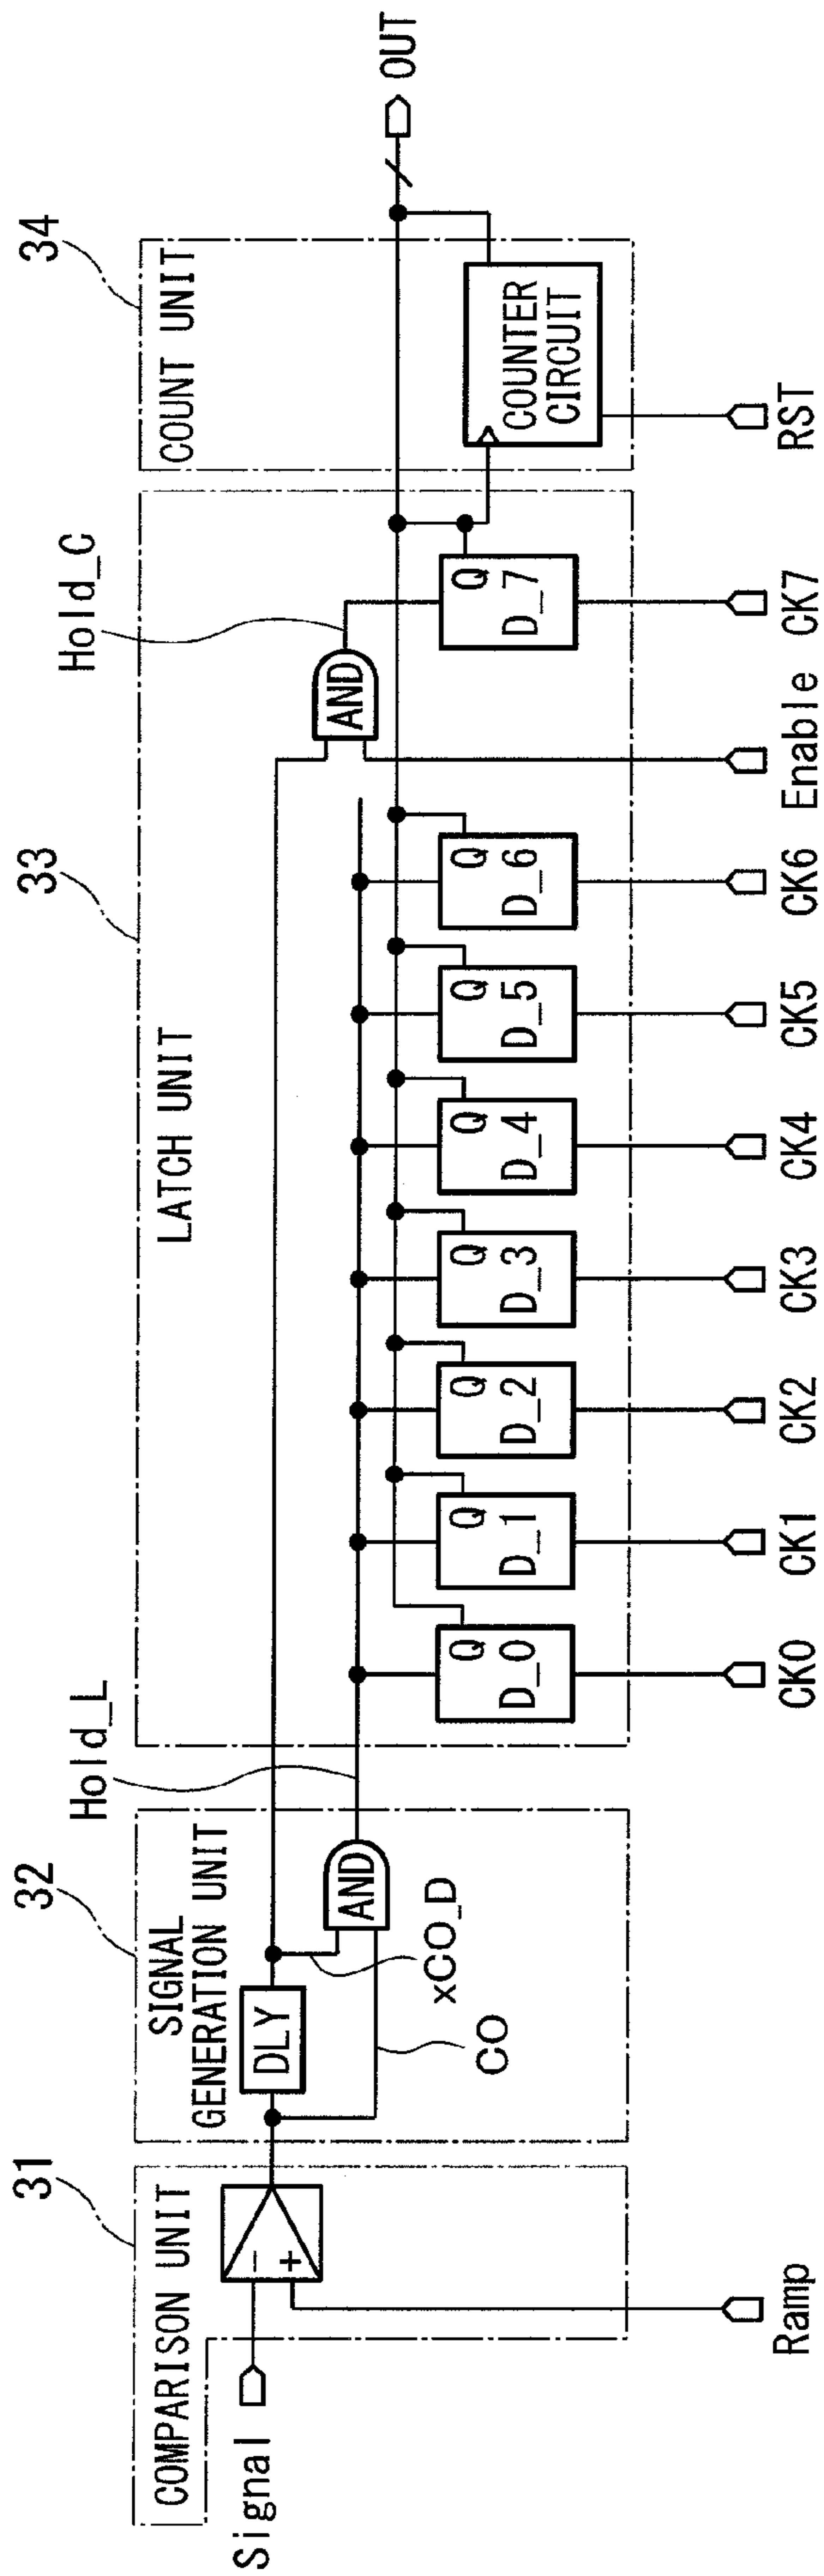 31
32
33
34
COMPARISON UNIT
SIGNAL
GENERATION UNIT
LATCH UNIT
COUNT UNIT
Hold_L
Hold_C
Signal
-
+
DLY
AND
xCO_D
CO
AND
OUT
Q
D_0
Q
D_1
Q
D_2
Q
D_3
Q
D_4
Q
D_5
Q
D_6
Q
D_7
COUNTER
CIRCUIT
Ramp
CK0
CK1
CK2
CK3
CK4
CK5
CK6
Enable
CK7
RST